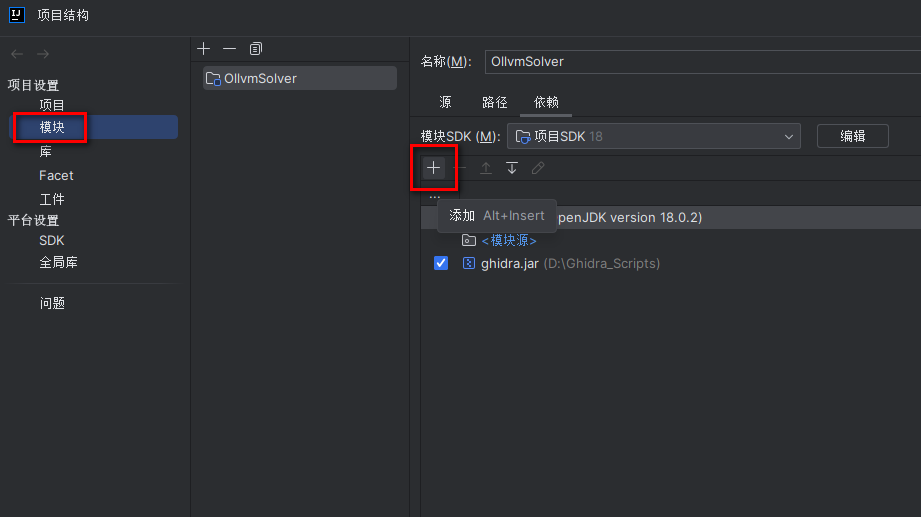 IJ 项目结构
项目设置
项目
模块
库
Facet
工件
平台设置
SDK
全局库
问题
OllvmSolver
名称(M): OllvmSolver
源 路径 依赖
模块SDK (M): 项目SDK 18 编辑
...
添加 Alt+Insert
penJDK version 18.0.2)
<模块源>
ghidra.jar (D:\Ghidra_Scripts)